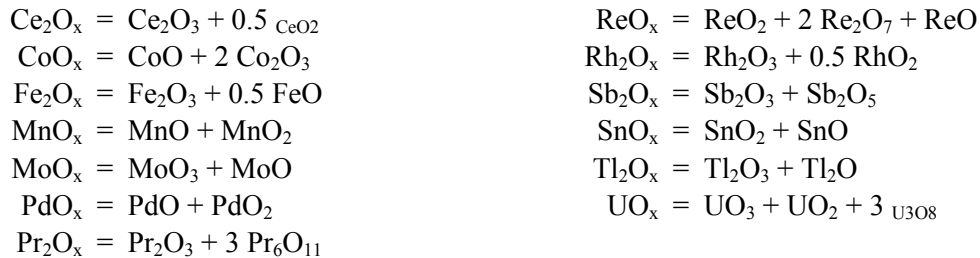 Ce₂Oₓ = Ce₂O₃ + 0.5 CeO2
CoOₓ = CoO + 2 Co₂O₃
Fe₂Oₓ = Fe₂O₃ + 0.5 FeO
MnOₓ = MnO + MnO₂
MoOₓ = MoO₃ + MoO
PdOₓ = PdO + PdO₂
Pr₂Oₓ = Pr₂O₃ + 3 Pr₆O₁₁
ReOₓ = ReO₂ + 2 Re₂O₇ + ReO
Rh₂Oₓ = Rh₂O₃ + 0.5 RhO₂
Sb₂Oₓ = Sb₂O₃ + Sb₂O₅
SnOₓ = SnO₂ + SnO
Tl₂Oₓ = Tl₂O₃ + Tl₂O
UOₓ = UO₃ + UO₂ + 3 U3O8